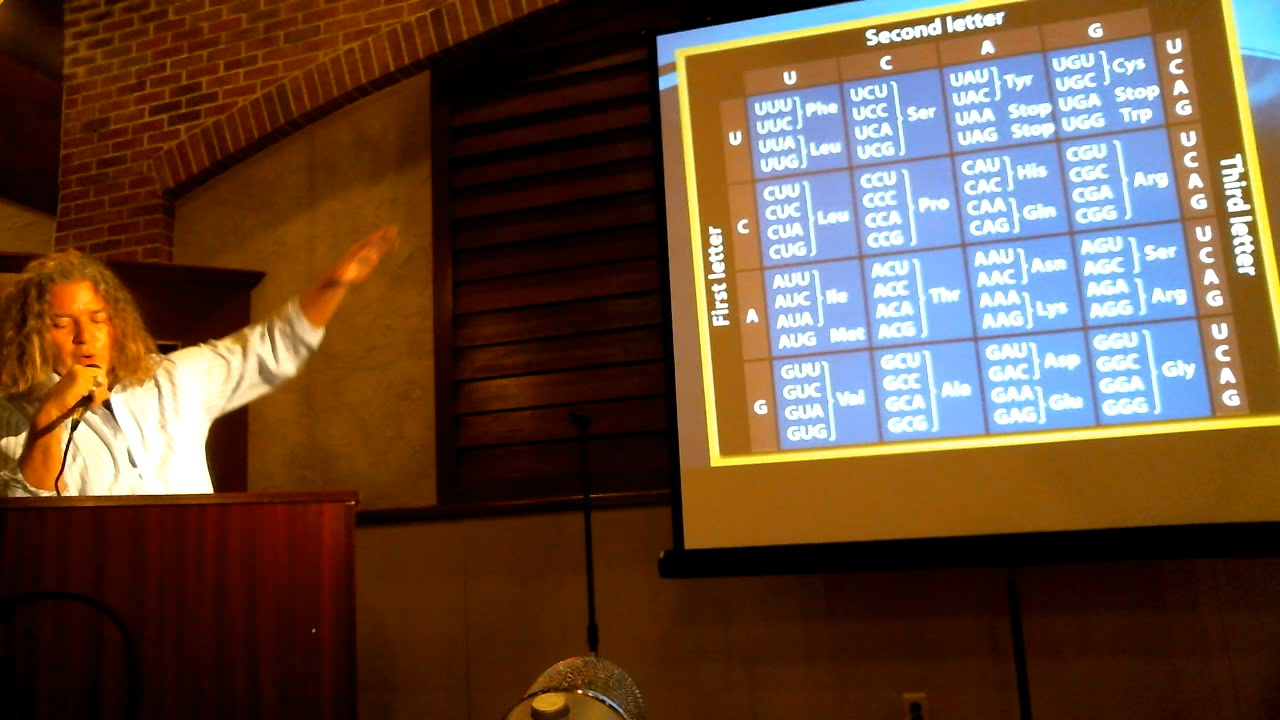 Second letter
U C A G
First letter
Third letter
U
UUU Phe UCU UAU Tyr UGU Cys U
UUC UCC Ser UAC UGC C
UUA Leu UCA UAA Stop UGA Stop A
UUG UCG UAG Stop UGG Trp G
C
CUU CCU CAU His CGU U
CUC Leu CCC Pro CAC CGC Arg C
CUA CCA CAA Gln CGA A
CUG CCG CAG CGG G
A
AUU ACU AAU Asn AGU Ser U
AUC Ile ACC Thr AAC AGC C
AUA ACA AAA Lys AGA Arg A
AUG Met ACG AAG AGG G
G
GUU GCU GAU Asp GGU U
GUC Val GCC Ala GAC GGC Gly C
GUA GCA GAA Glu GGA A
GUG GCG GAG GGG G